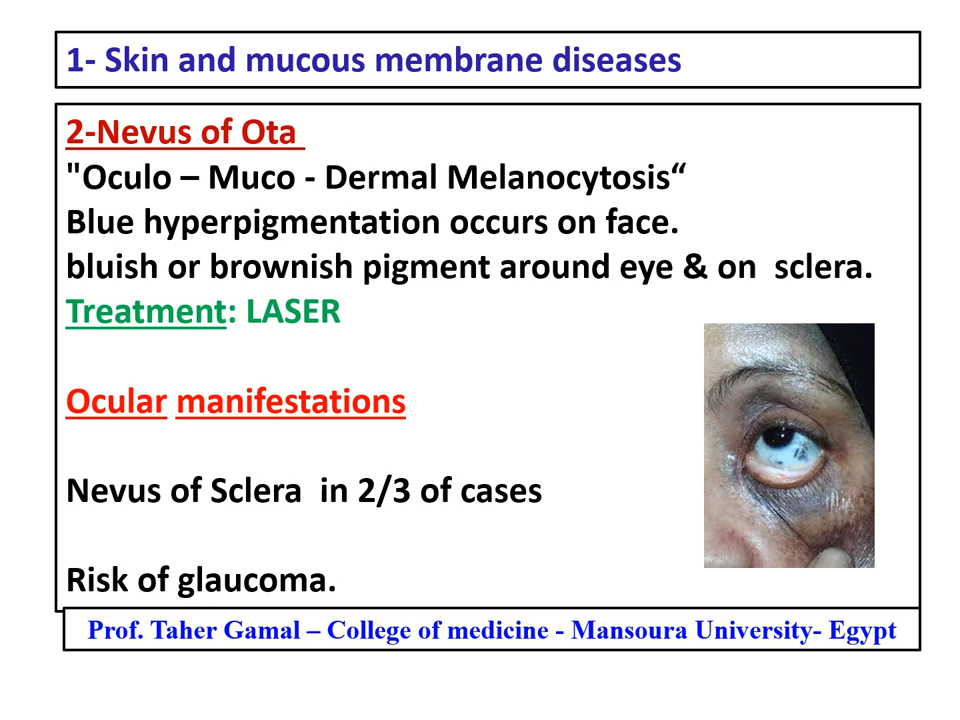 1- Skin and mucous membrane diseases
2-Nevus of Ota
"Oculo – Muco - Dermal Melanocytosis“
Blue hyperpigmentation occurs on face.
bluish or brownish pigment around eye & on  sclera.
Treatment: LASER
Ocular manifestations
Nevus of Sclera  in 2/3 of cases
Risk of glaucoma.
Prof. Taher Gamal – College of medicine - Mansoura University- Egypt